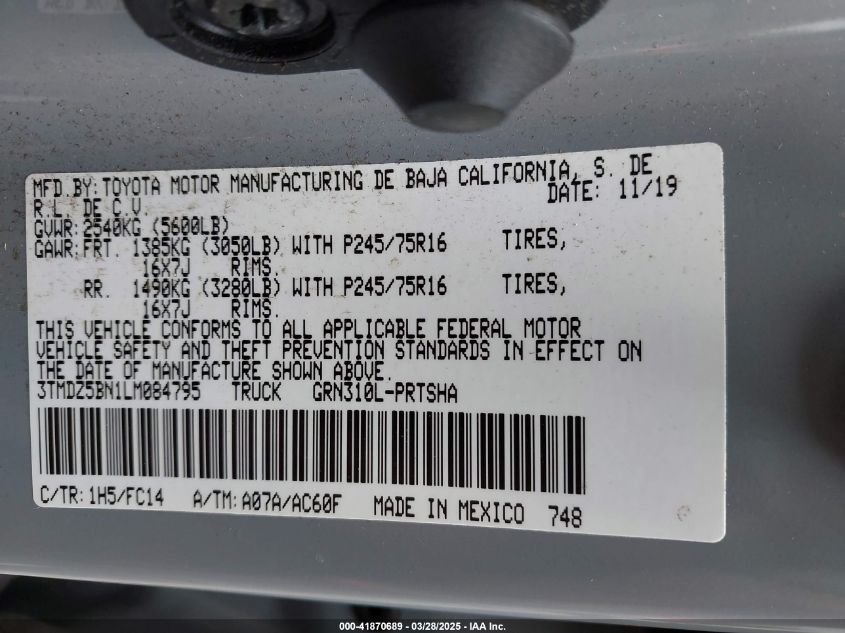 MFD.BY:TOYOTA MOTOR MANUFACTURING DE BAJA CALIFORNIA, S. DE
R.L. DE C.V. DATE: 11/19
GVWR:2540KG (5600LB)
GAWR:FRT. 1385KG (3050LB) WITH P245/75R16 TIRES,
16X7J RIMS.
RR. 1490KG (3280LB) WITH P245/75R16 TIRES,
16X7J RIMS.
THIS VEHICLE CONFORMS TO ALL APPLICABLE FEDERAL MOTOR
VEHICLE SAFETY AND THEFT PREVENTION STANDARDS IN EFFECT ON
THE DATE OF MANUFACTURE SHOWN ABOVE.
3TMDZ5BN1LM084795 TRUCK GRN310L-PRTSHA
C/TR:1H5/FC14 A/TM:A07A/AC60F MADE IN MEXICO 748
000-41870689 - 03/28/2025 - IAA Inc.